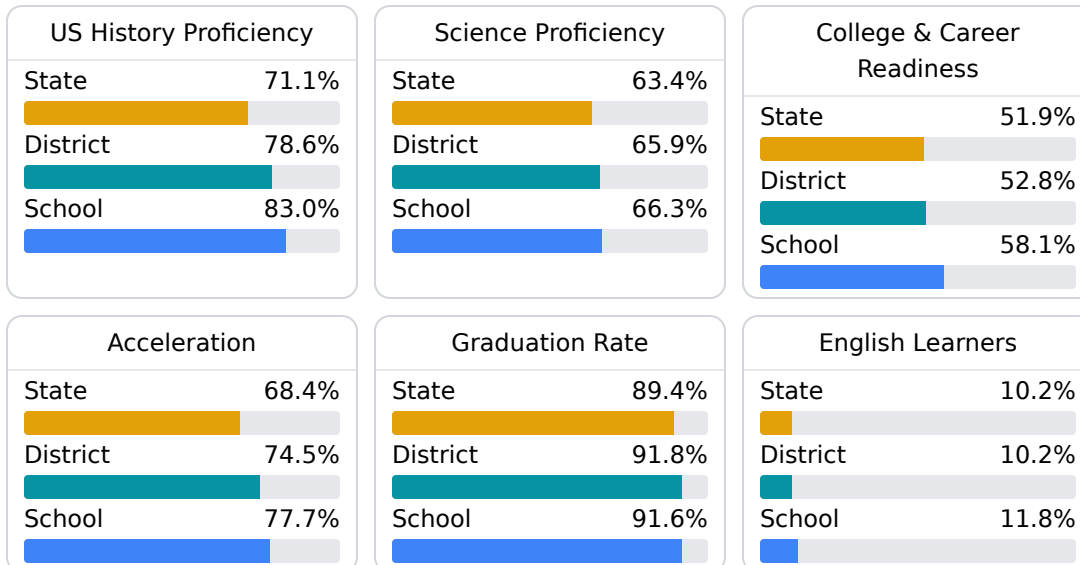 US History Proficiency
State 71.1%
District 78.6%
School 83.0%
Science Proficiency
State 63.4%
District 65.9%
School 66.3%
College & Career
Readiness
State 51.9%
District 52.8%
School 58.1%
Acceleration
State 68.4%
District 74.5%
School 77.7%
Graduation Rate
State 89.4%
District 91.8%
School 91.6%
English Learners
State 10.2%
District 10.2%
School 11.8%